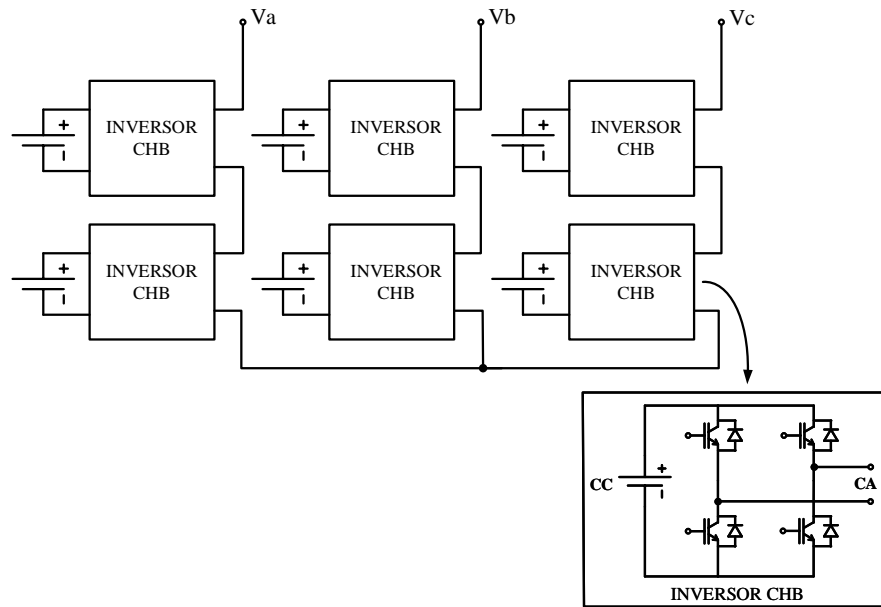 Va
Vb
Vc
+
INVERSOR
CHB
+
INVERSOR
CHB
+
INVERSOR
CHB
+
INVERSOR
CHB
+
INVERSOR
CHB
+
INVERSOR
CHB
CC
+
CA
INVERSOR CHB